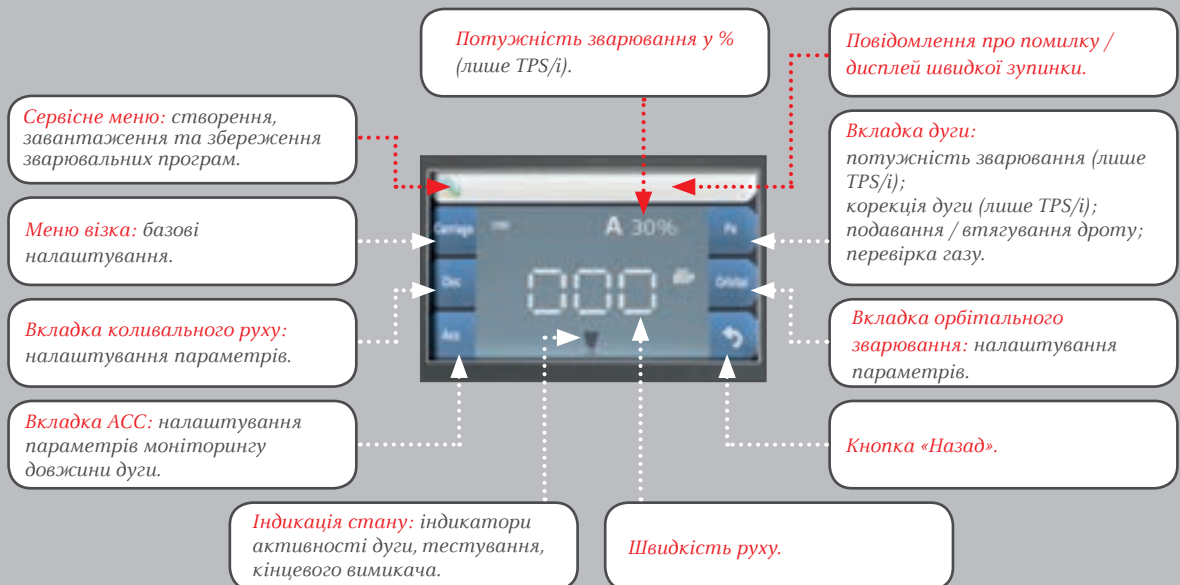 Потужність зварювання у %
(лише TPS/i).
Повідомлення про помилку /
дисплей швидкої зупинки.
Сервісне меню: створення,
завантаження та збереження
зварювальних програм.
Вкладка дуги:
потужність зварювання (лише
TPS/i);
корекція дуги (лише TPS/i);
подавання / втягування дроту;
перевірка газу.
Меню візка: базові
налаштування.
Carriage
A 30%
Ps
Osc
000
Orbital
Acc
Вкладка коливального руху:
налаштування параметрів.
Вкладка орбітального
зварювання: налаштування
параметрів.
Вкладка ACC: налаштування
параметрів моніторингу
довжини дуги.
Кнопка «Назад».
Індикація стану: індикатори
активності дуги, тестування,
кінцевого вимикача.
Швидкість руху.